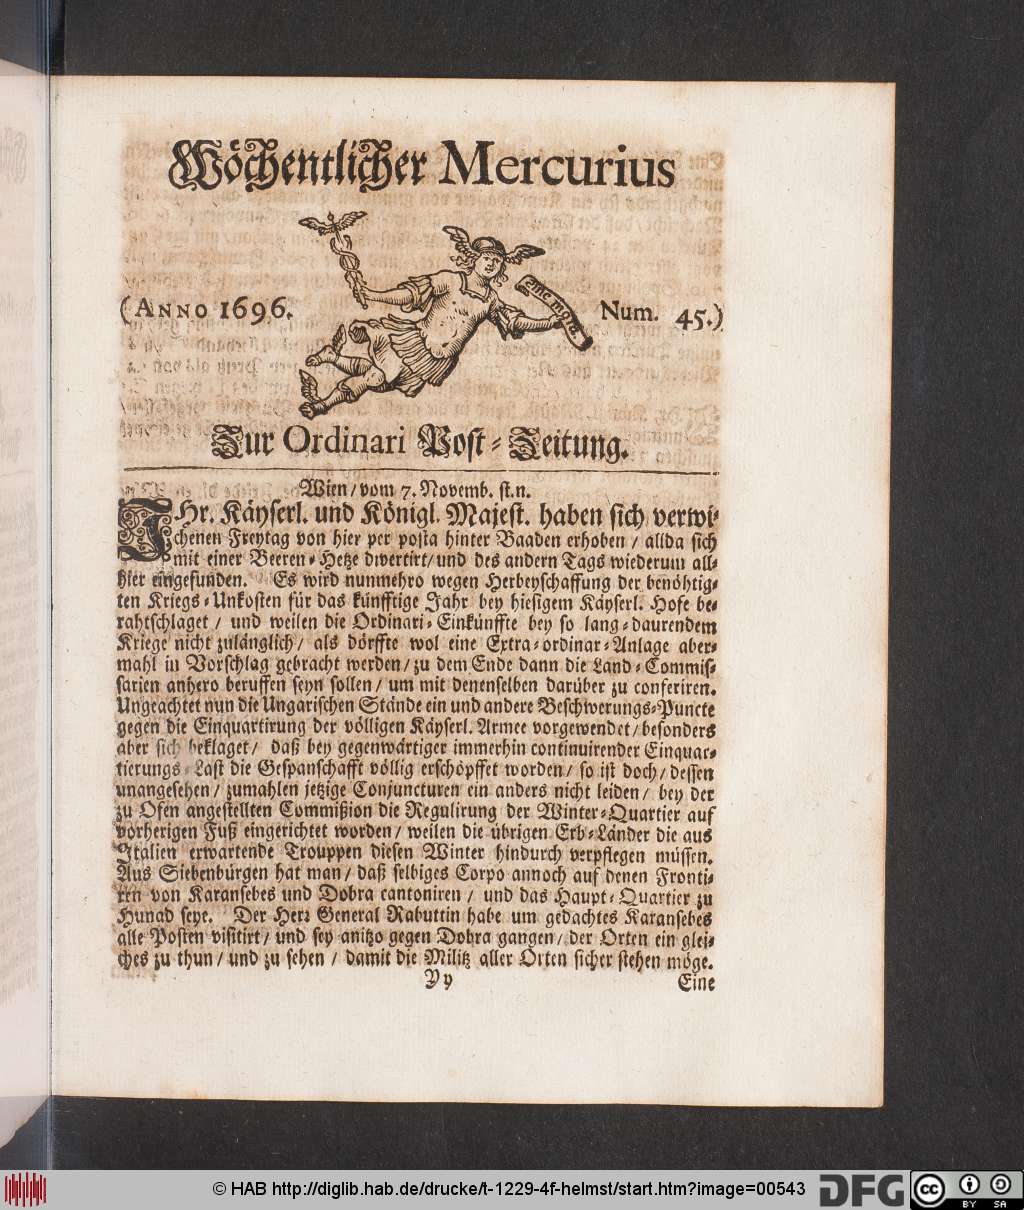 Wöchentlicher Mercurius
sine mora.
(ANNO 1696. Num. 45.)
Zur Ordinari Post-Zeitung.
Wien/ vom 7. Novemb. st.n.
IHr. Käyserl. und Königl. Majest. haben sich verwi-
chenen Freytag von hier per posta hinter Baaden erhoben / allda sich
mit einer Beeren-Hetze divertirt/ und des andern Tags wiederum all-
hier eingefunden. Es wird nunmehro wegen Herbeyschaffung der benöhtig-
ten Kriegs-Unkosten für das künfftige Jahr bey hiesigem Käyserl. Hofe be-
rahtschlaget / und weilen die Ordinari-Einkünffte bey so lang-daurendem
Kriege nicht zulänglich/ als dörffte wol eine Extra-ordinar-Anlage aber-
mahl in Vorschlag gebracht werden/ zu dem Ende dann die Land-Commis-
sarien anhero beruffen seyn sollen/ um mit denenselben darüber zu conferiren.
Ungeachtet nun die Ungarischen Stände ein und andere Beschwerungs-Puncte
gegen die Einquartirung der völligen Käyserl. Armee vorgewendet/ besonders
aber sich beklaget/ daß bey gegenwärtiger immerhin continuirender Einquar-
tierungs-Last die Gespanschafft völlig erschöpffet worden/ so ist doch/ dessen
unangesehen/ zumahlen jetzige Conjuncturen ein anders nicht leiden/ bey der
zu Ofen angestellten Commißion die Regulirung der Winter-Quartier auf
vorherigen Fuß eingerichtet worden/ weilen die übrigen Erb-Länder die aus
Italien erwartende Trouppen diesen Winter hindurch verpflegen müssen.
Aus Siebenbürgen hat man/ daß selbiges Corpo annoch auf denen Fronti-
ren von Karansebes und Dobra cantoniren / und das Haupt-Quartier zu
Hunad seye. Der Herr General Rabuttin habe um gedachtes Karansebes
alle Posten visitirt/ und sey anitzo gegen Dobra gangen/ der Orten ein glei-
ches zu thun/ und zu sehen / damit die Militz aller Orten sicher stehen möge.
Yy Eine
© HAB http://diglib.hab.de/drucke/t-1229-4f-helmst/start.htm?image=00543
DFG
cc BY SA